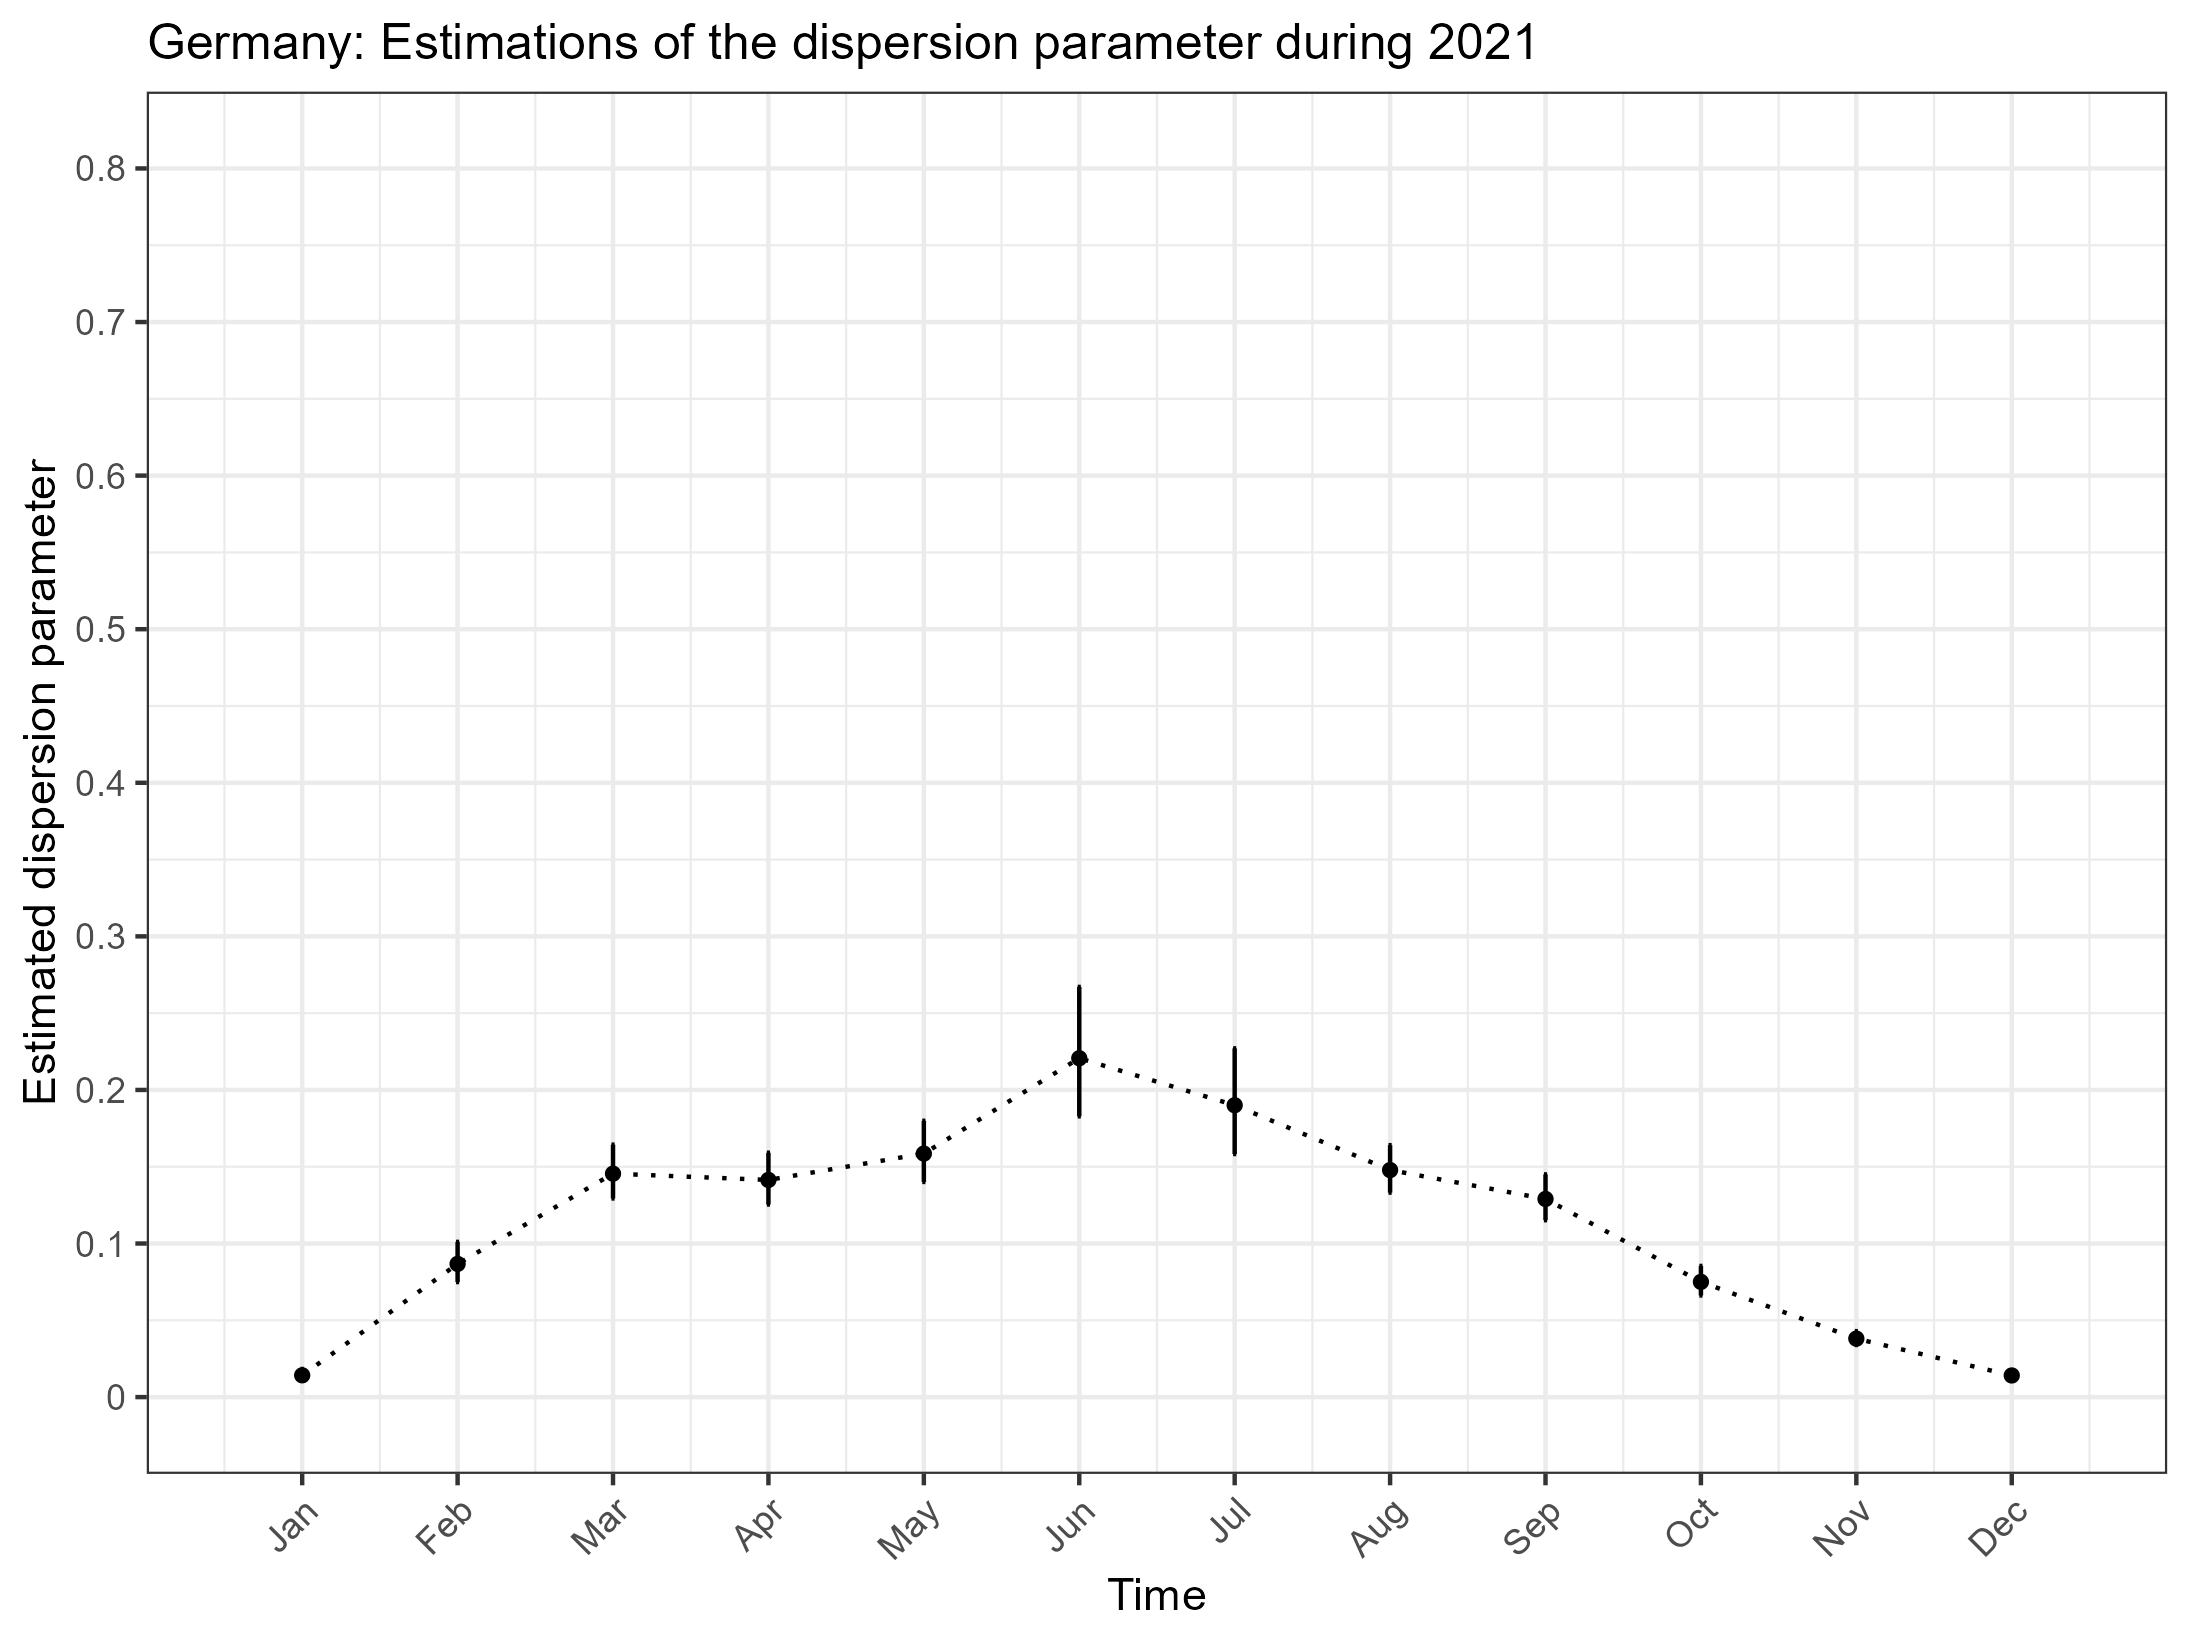 Germany: Estimations of the dispersion parameter during 2021
Estimated dispersion parameter
0.8
0.7
0.6
0.5
0.4
0.3
0.2
0.1
0
Jan Feb Mar Apr May Jun Jul Aug Sep Oct Nov Dec
Time